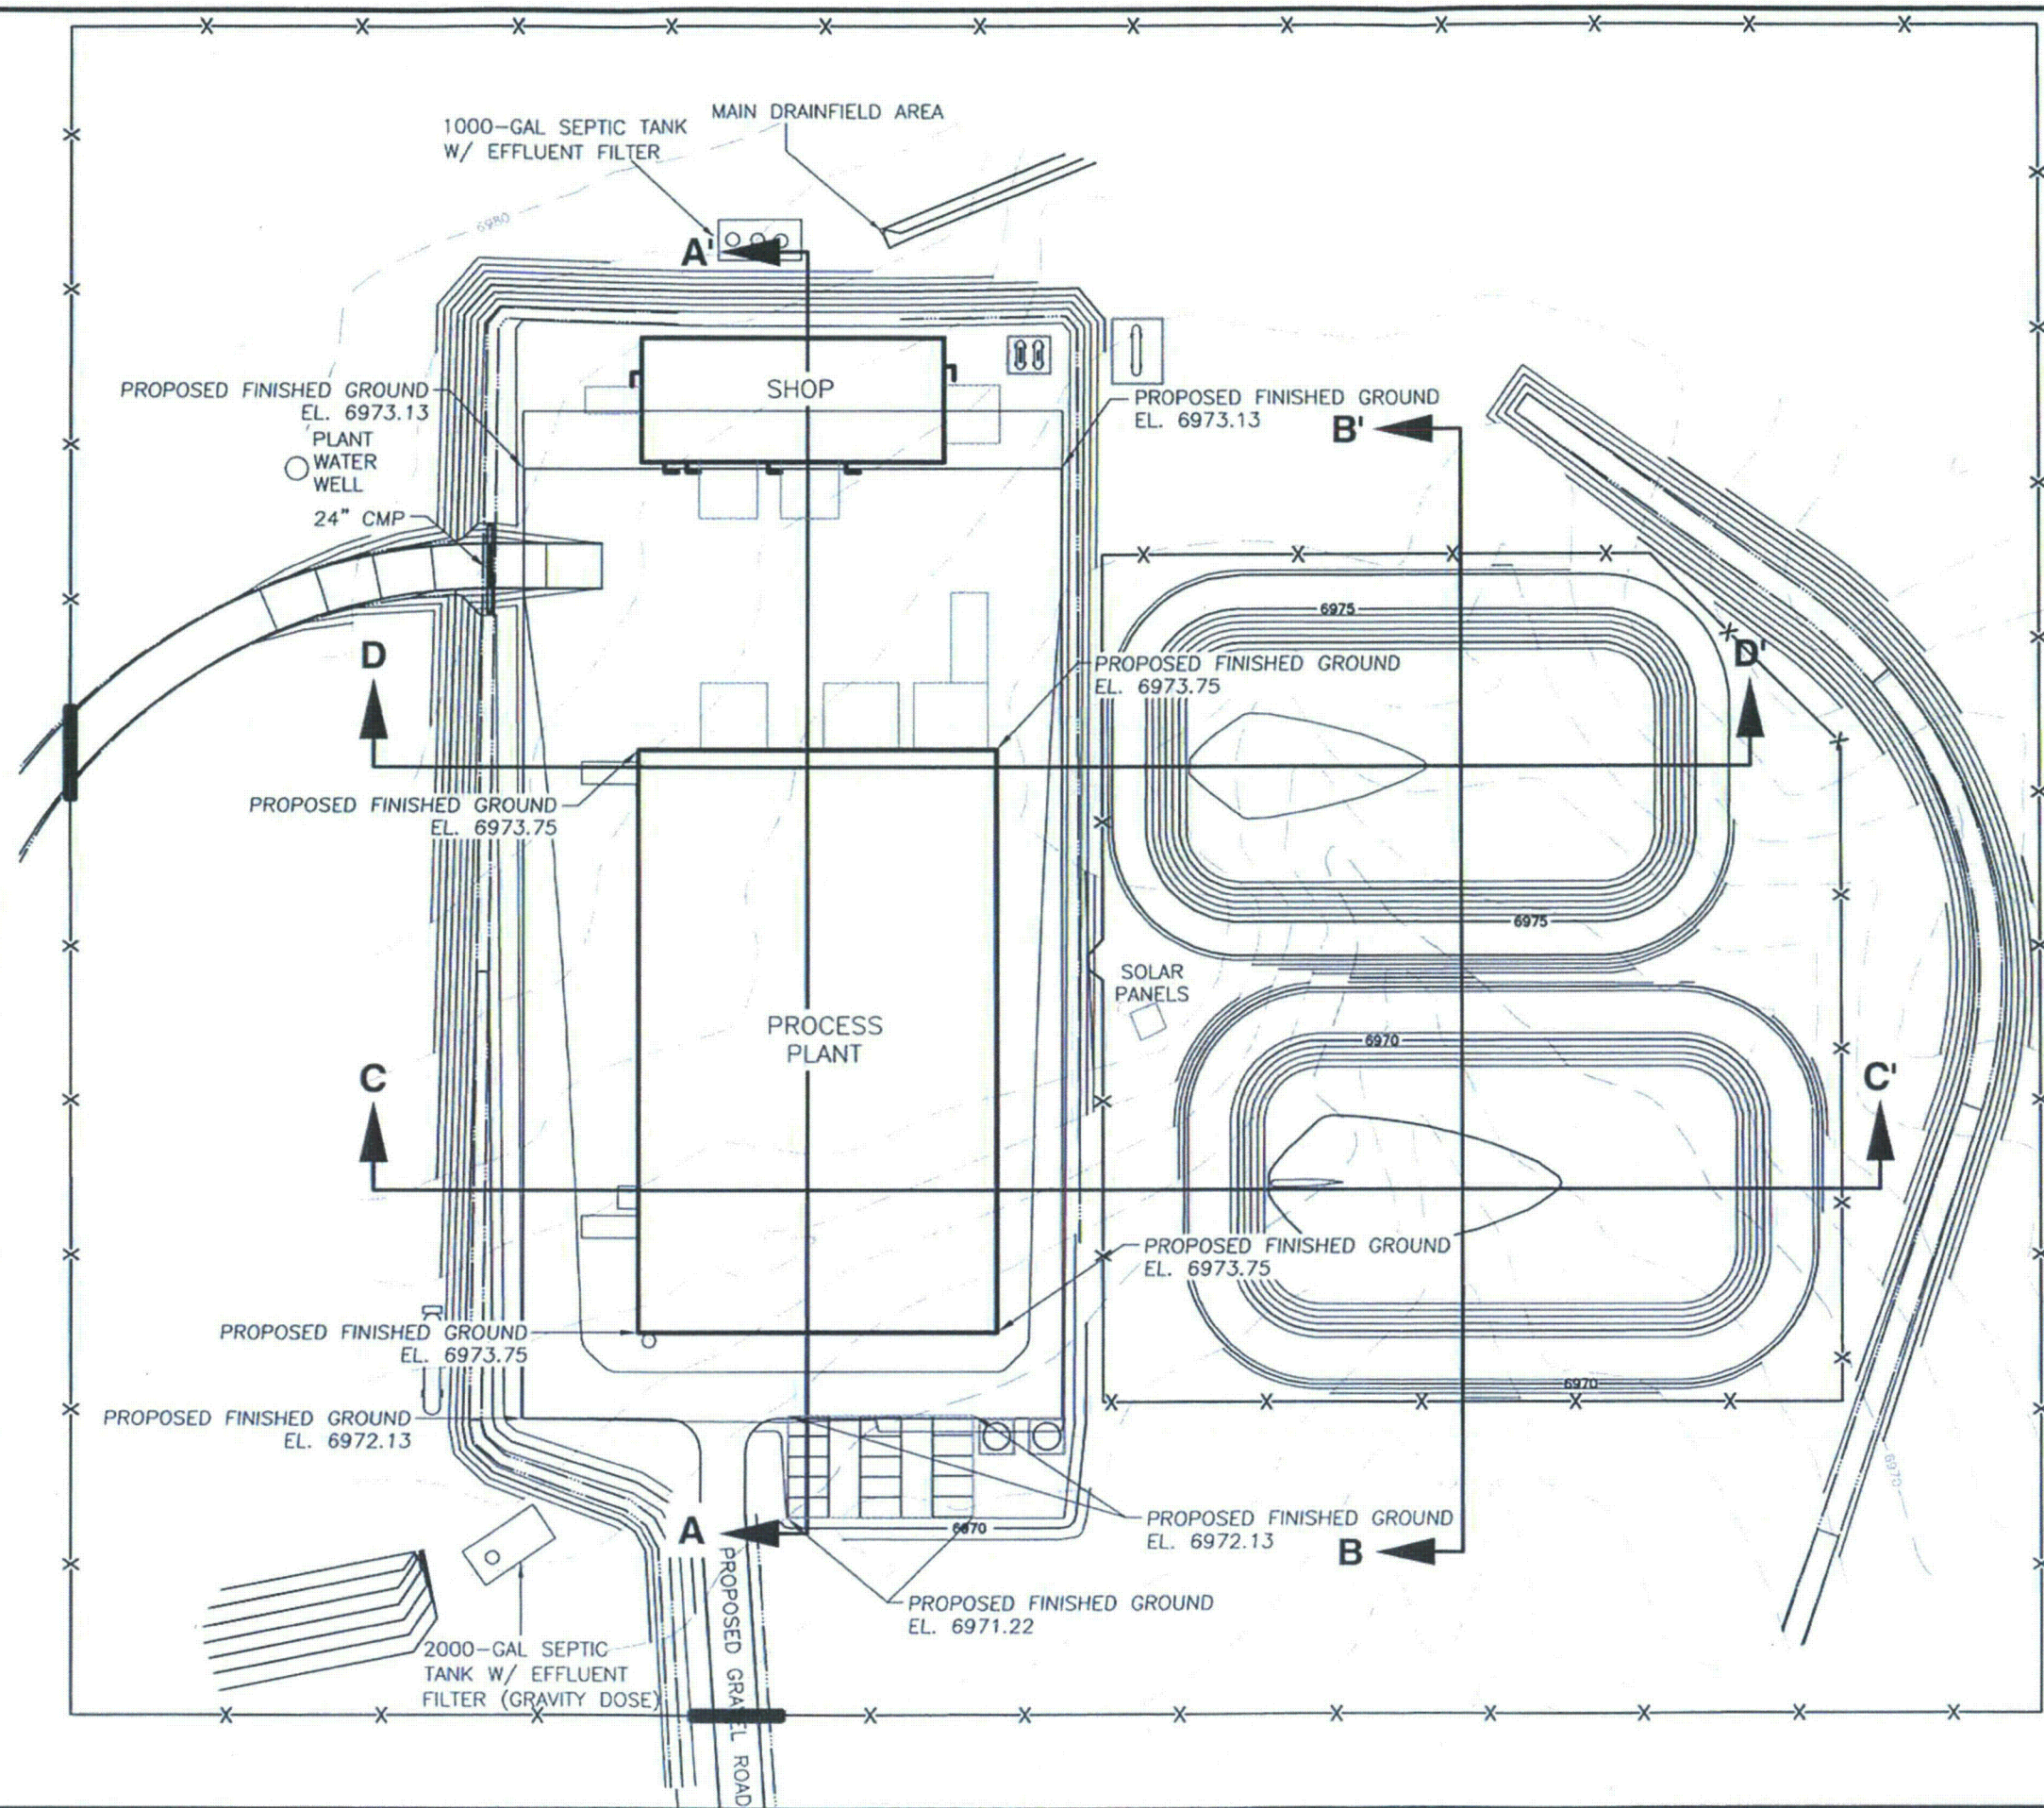 MAIN DRAINFIELD AREA
1000-GAL SEPTIC TANK
W/ EFFLUENT FILTER
6980
A'
PROPOSED FINISHED GROUND
EL. 6973.13
SHOP
PROPOSED FINISHED GROUND
EL. 6973.13
B'
PLANT
WATER
WELL
24" CMP
6975
D
D'
PROPOSED FINISHED GROUND
EL. 6973.75
PROPOSED FINISHED GROUND
EL. 6973.75
6975
SOLAR
PANELS
PROCESS
PLANT
6970
C
C'
PROPOSED FINISHED GROUND
EL. 6973.75
PROPOSED FINISHED GROUND
EL. 6973.75
6970
PROPOSED FINISHED GROUND
EL. 6972.13
6970
PROPOSED FINISHED GROUND
EL. 6972.13
A
6970
B
PROPOSED FINISHED GROUND
EL. 6971.22
PROPOSED GRAVEL ROAD
2000-GAL SEPTIC
TANK W/ EFFLUENT
FILTER (GRAVITY DOSE)